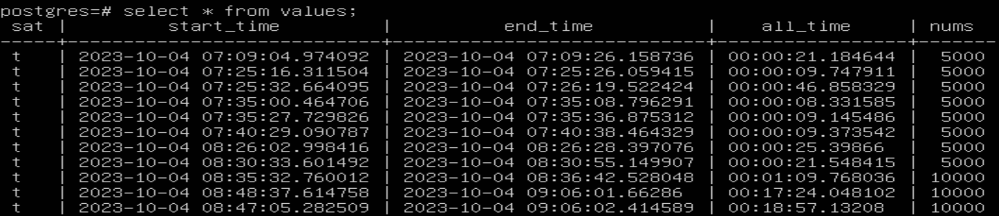 postgres=# select * from values;
 sat |         start_time         |          end_time          |    all_time     | nums
-----+----------------------------+----------------------------+-----------------+-------
 t   | 2023-10-04 07:09:04.974092 | 2023-10-04 07:09:26.158736 | 00:00:21.184644 |  5000
 t   | 2023-10-04 07:25:16.311504 | 2023-10-04 07:25:26.059415 | 00:00:09.747911 |  5000
 t   | 2023-10-04 07:25:32.664095 | 2023-10-04 07:26:19.522424 | 00:00:46.858329 |  5000
 t   | 2023-10-04 07:35:00.464706 | 2023-10-04 07:35:08.796291 | 00:00:08.331585 |  5000
 t   | 2023-10-04 07:35:27.729826 | 2023-10-04 07:35:36.875312 | 00:00:09.145486 |  5000
 t   | 2023-10-04 07:40:29.090787 | 2023-10-04 07:40:38.464329 | 00:00:09.373542 |  5000
 t   | 2023-10-04 08:26:02.998416 | 2023-10-04 08:26:28.397076 | 00:00:25.39866  |  5000
 t   | 2023-10-04 08:30:33.601492 | 2023-10-04 08:30:55.149907 | 00:00:21.548415 |  5000
 t   | 2023-10-04 08:35:32.760012 | 2023-10-04 08:36:42.528048 | 00:01:09.768036 | 10000
 t   | 2023-10-04 08:48:37.614758 | 2023-10-04 09:06:01.66286  | 00:17:24.048102 | 10000
 t   | 2023-10-04 08:47:05.282509 | 2023-10-04 09:06:02.414589 | 00:18:57.13208  | 10000